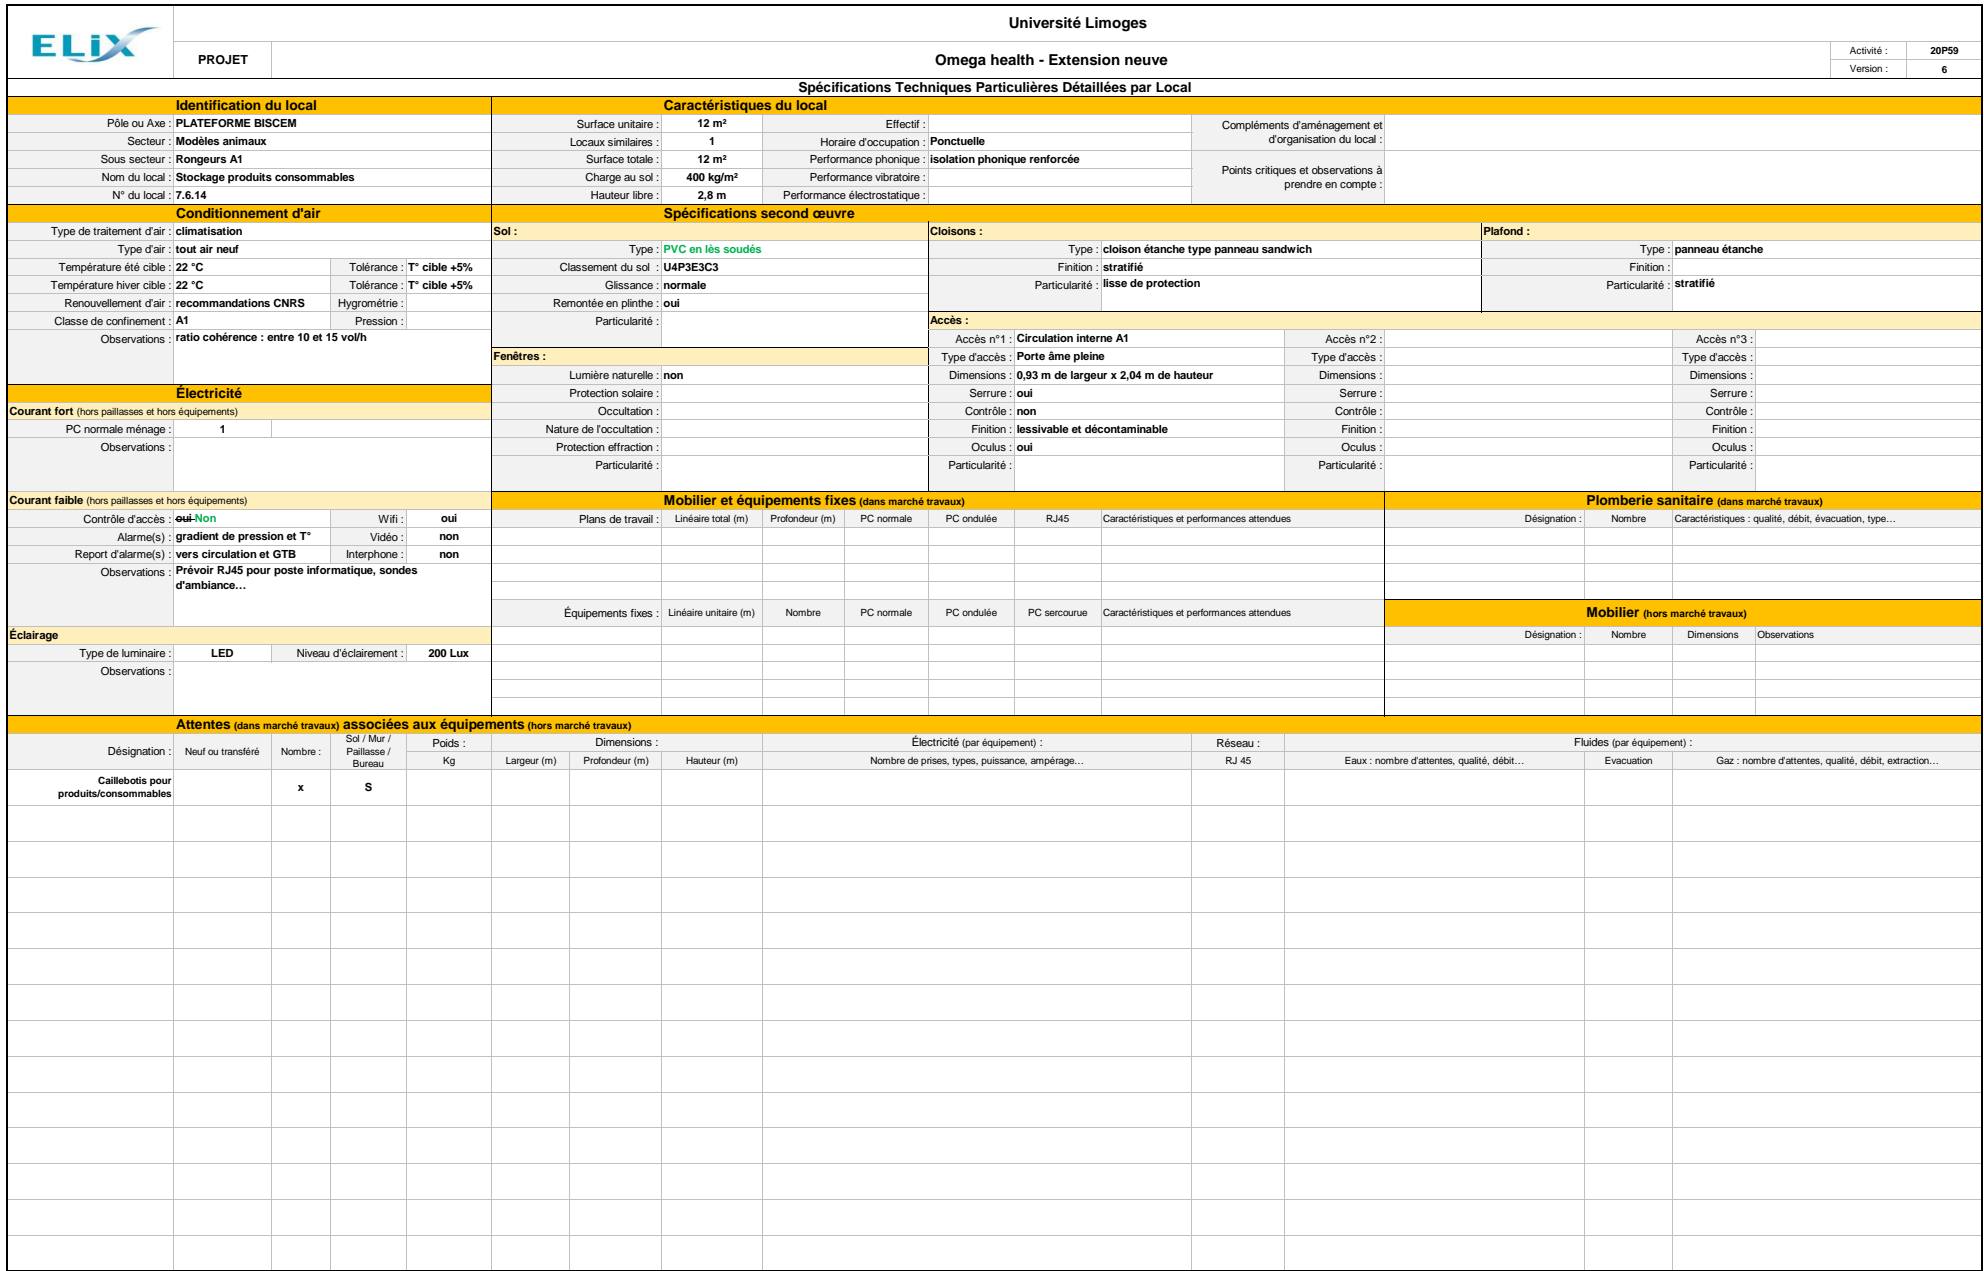 ELiX
Université Limoges
PROJET
Omega health - Extension neuve
Activité : 20P59
Version : 6
Spécifications Techniques Particulières Détaillées par Local
Identification du local
Pôle ou Axe : PLATEFORME BISCEM
Secteur : Modèles animaux
Sous secteur : Rongeurs A1
Nom du local : Stockage produits consommables
N° du local : 7.6.14
Caractéristiques du local
Surface unitaire : 12 m² Effectif :
Locaux similaires : 1 Horaire d'occupation : Ponctuelle
Surface totale : 12 m² Performance phonique : isolation phonique renforcée
Charge au sol : 400 kg/m² Performance vibratoire :
Hauteur libre : 2,8 m Performance électrostatique :
Compléments d'aménagement et
d'organisation du local :
Points critiques et observations à
prendre en compte :
Conditionnement d'air
Type de traitement d'air : climatisation
Type d'air : tout air neuf
Température été cible : 22 °C Tolérance : T° cible +5%
Température hiver cible : 22 °C Tolérance : T° cible +5%
Renouvellement d'air : recommandations CNRS Hygrométrie :
Classe de confinement : A1 Pression :
Observations : ratio cohérence : entre 10 et 15 vol/h
Spécifications second œuvre
Sol :
Type : PVC en lès soudés
Classement du sol : U4P3E3C3
Glissance : normale
Remontée en plinthe : oui
Particularité :
Cloisons :
Type : cloison étanche type panneau sandwich
Finition : stratifié
Particularité : lisse de protection
Plafond :
Type : panneau étanche
Finition :
Particularité : stratifié
Fenêtres :
Lumière naturelle : non
Protection solaire :
Occultation :
Nature de l'occultation :
Protection effraction :
Particularité :
Accès :
Accès n°1 : Circulation interne A1 Accès n°2 : Accès n°3 :
Type d'accès : Porte âme pleine Type d'accès : Type d'accès :
Dimensions : 0,93 m de largeur x 2,04 m de hauteur Dimensions : Dimensions :
Serrure : oui Serrure : Serrure :
Contrôle : non Contrôle : Contrôle :
Finition : lessivable et décontaminable Finition : Finition :
Oculus : oui Oculus : Oculus :
Particularité : Particularité : Particularité :
Électricité
Courant fort (hors paillasses et hors équipements)
PC normale ménage : 1
Observations :
Courant faible (hors paillasses et hors équipements)
Contrôle d'accès : oui Non Wifi : oui
Alarme(s) : gradient de pression et T° Vidéo : non
Report d'alarme(s) : vers circulation et GTB Interphone : non
Observations : Prévoir RJ45 pour poste informatique, sondes
d'ambiance…
Éclairage
Type de luminaire : LED Niveau d'éclairement : 200 Lux
Observations :
Mobilier et équipements fixes (dans marché travaux)
Plans de travail : Linéaire total (m) Profondeur (m) PC normale PC ondulée RJ45 Caractéristiques et performances attendues
Équipements fixes : Linéaire unitaire (m) Nombre PC normale PC ondulée PC sercourue Caractéristiques et performances attendues
Plomberie sanitaire (dans marché travaux)
Désignation : Nombre Caractéristiques : qualité, débit, évacuation, type…
Mobilier (hors marché travaux)
Désignation : Nombre Dimensions Observations
Attentes (dans marché travaux) associées aux équipements (hors marché travaux)
Désignation : Neuf ou transféré Nombre : Sol / Mur /
Paillasse /
Bureau
Poids : Dimensions : Électricité (par équipement) : Réseau : Fluides (par équipement) :
Kg Largeur (m) Profondeur (m) Hauteur (m) Nombre de prises, types, puissance, ampérage… RJ 45 Eaux : nombre d'attentes, qualité, débit… Evacuation Gaz : nombre d'attentes, qualité, débit, extraction…
Caillebotis pour
produits/consommables x S